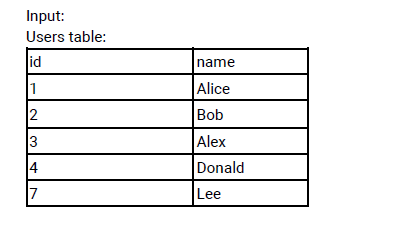 Input:
Users table:
id name
1 Alice
2 Bob
3 Alex
4 Donald
7 Lee